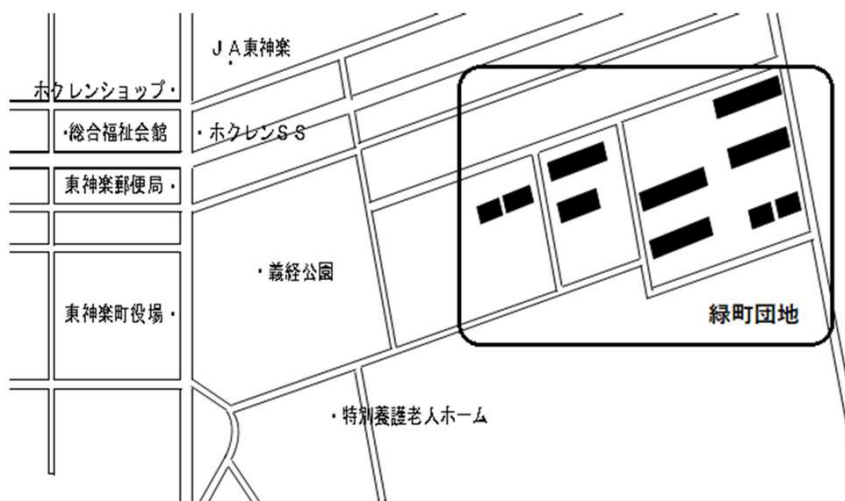 ＪＡ東神楽
ホクレンショップ・
・総合福祉会館
・ホクレンＳＳ
東神楽郵便局・
・義経公園
東神楽町役場・
緑町団地
・特別養護老人ホーム